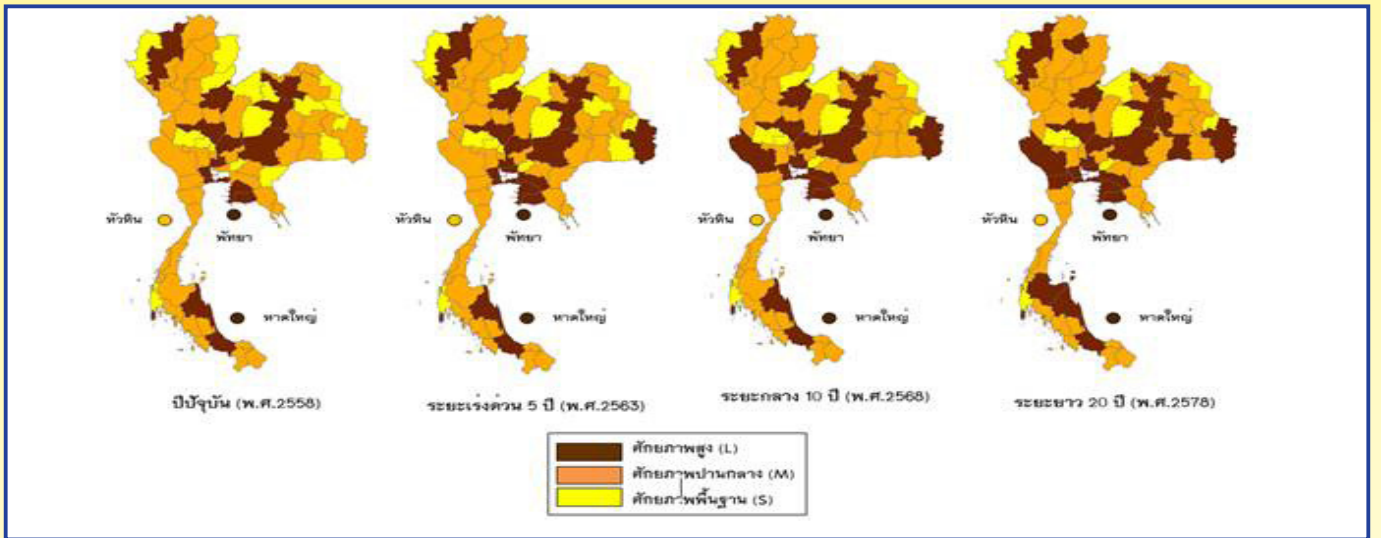 หัวหิน
พัทยา
หาดใหญ่
หัวหิน
พัทยา
หาดใหญ่
หัวหิน
พัทยา
หาดใหญ่
หัวหิน
พัทยา
หาดใหญ่
ปีปัจุบัน (พ.ศ.2558)
ระยะเร่งด่วน 5 ปี (พ.ศ.2563)
ระยะกลาง 10 ปี (พ.ศ.2568)
ระยะยาว 20 ปี (พ.ศ.2578)
ศักยภาพสูง (L)
ศักยภาพปานกลาง (M)
ศักยภาพพื้นฐาน (S)